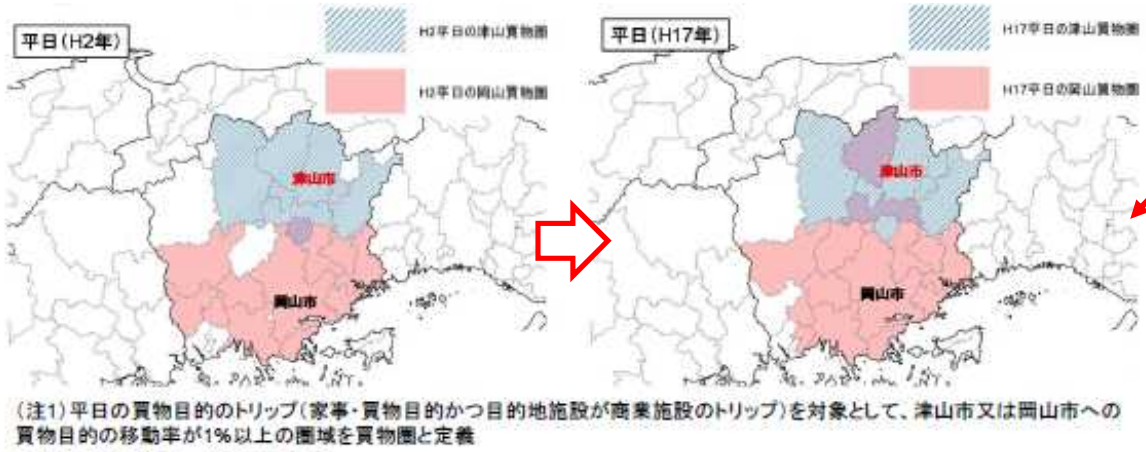 平日(H2年)
H2平日の津山買物圏
H2平日の岡山買物圏
津山市
岡山市
平日(H17年)
H17平日の津山買物圏
H17平日の岡山買物圏
津山市
岡山市
(注1)平日の買物目的のトリップ(家事・買物目的かつ目的地施設が商業施設のトリップ)を対象として、津山市又は岡山市への
買物目的の移動率が1%以上の圏域を買物圏と定義